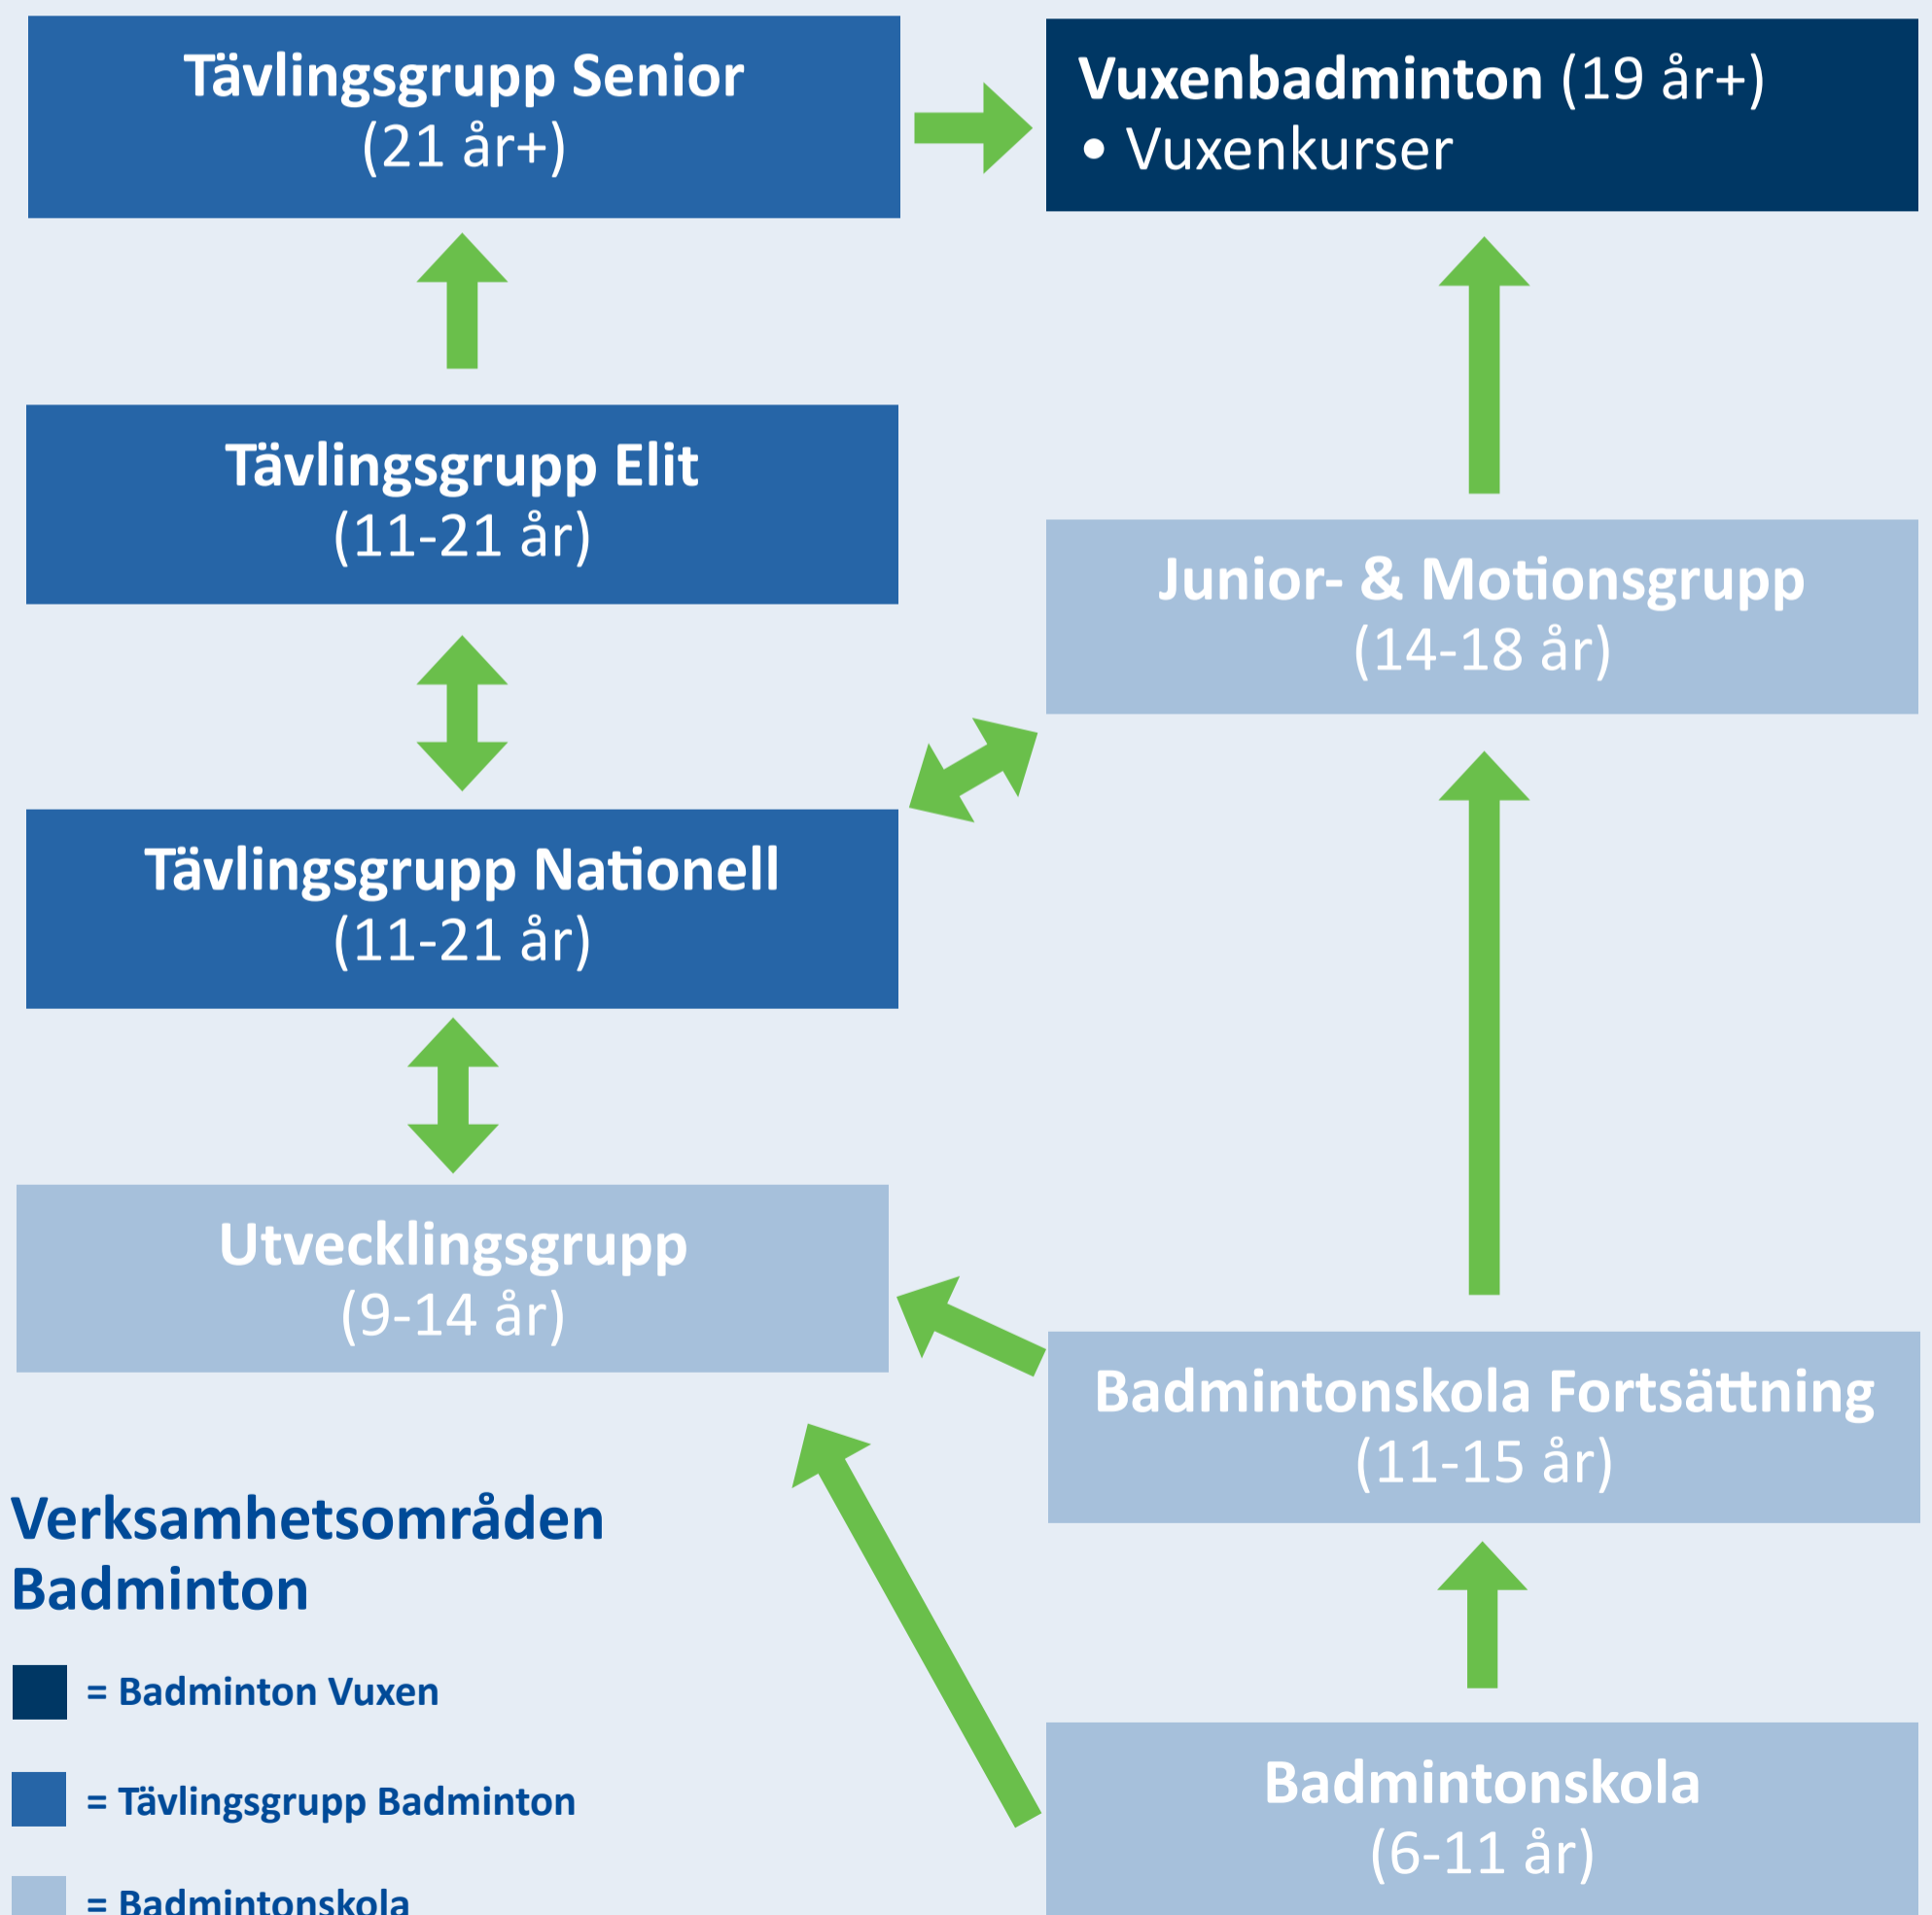 Tävlingsgrupp Senior
(21 år+)
Vuxenbadminton (19 år+)
• Vuxenkurser
Tävlingsgrupp Elit
(11-21 år)
Junior- & Motionsgrupp
(14-18 år)
Tävlingsgrupp Nationell
(11-21 år)
Utvecklingsgrupp
(9-14 år)
Badmintonskola Fortsättning
(11-15 år)
Verksamhetsområden
Badminton
= Badminton Vuxen
= Tävlingsgrupp Badminton
= Badmintonskola
Badmintonskola
(6-11 år)